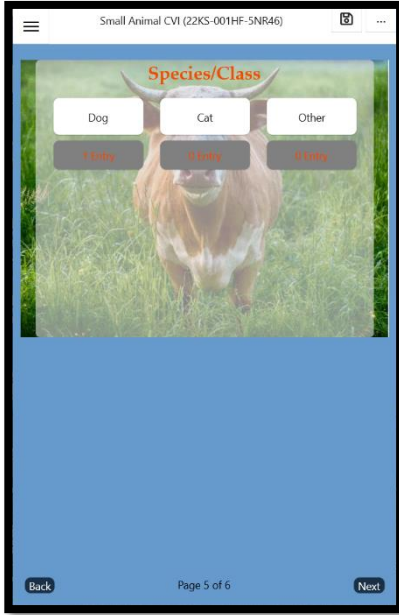 Small Animal CVI (22KS-001HF-5NR46)
...
Species/Class
Dog Cat Other
1 Entry 0 Entry 0 Entry
Back Page 5 of 6 Next